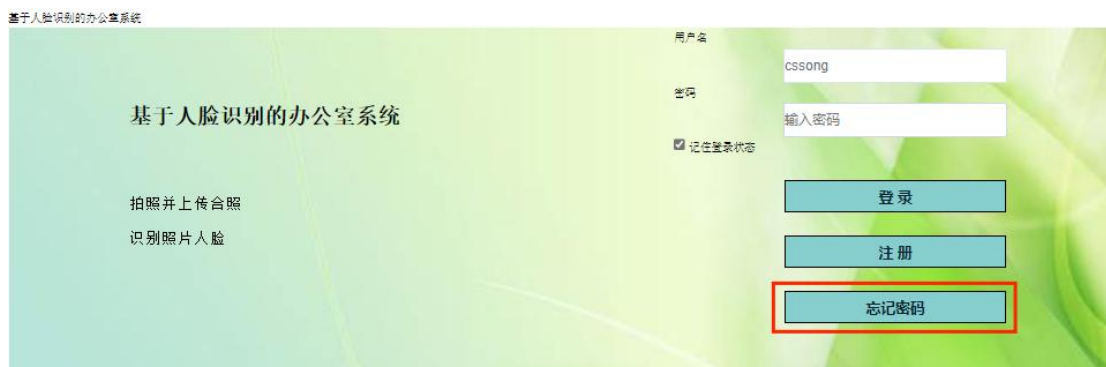 基于人脸识别的办公室系统
基于人脸识别的办公室系统
拍照并上传合照
识别照片人脸
用户名
cssong
密码
输入密码
记住登录状态
登录
注册
忘记密码